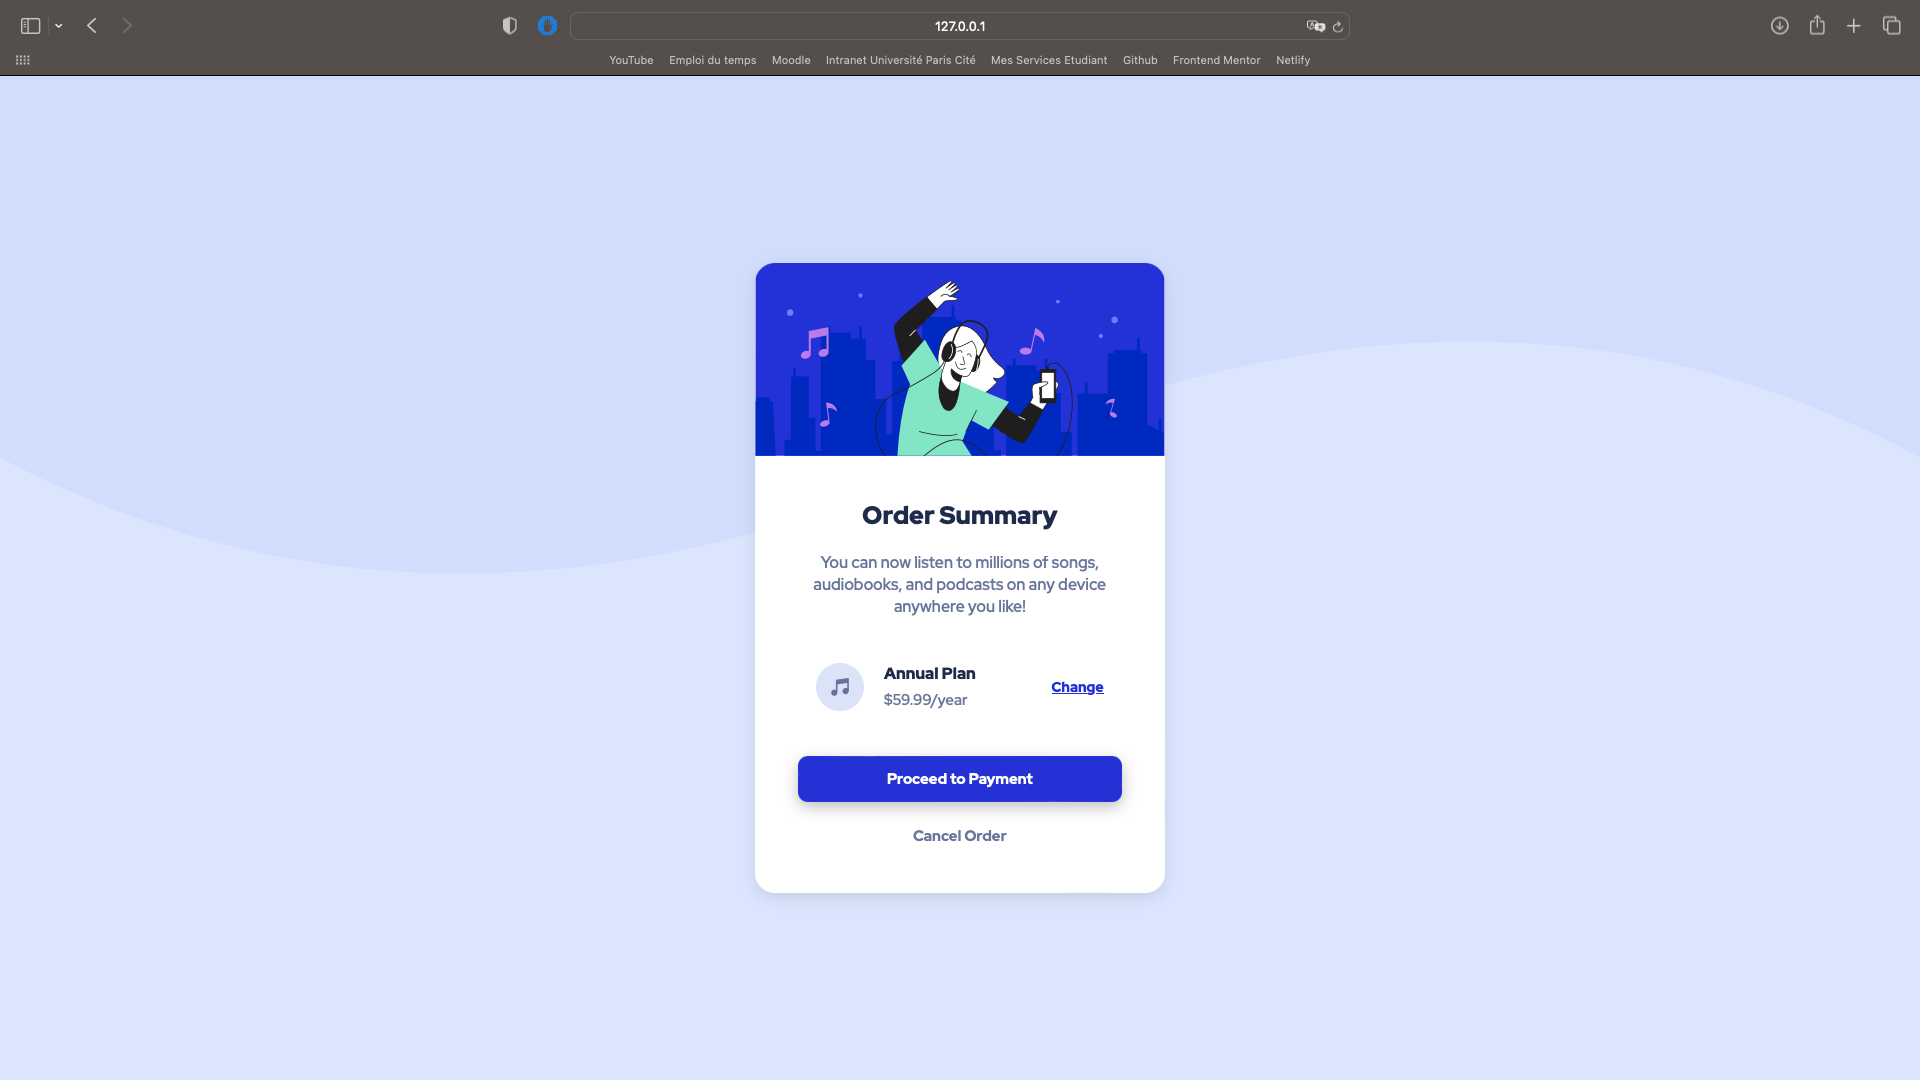 127.0.0.1
YouTube Emploi du temps Moodle Intranet Université Paris Cité Mes Services Etudiant Github Frontend Mentor Netlify
Order Summary
You can now listen to millions of songs,
audiobooks, and podcasts on any device
anywhere you like!
Annual Plan
$59.99/year
Change
Proceed to Payment
Cancel Order